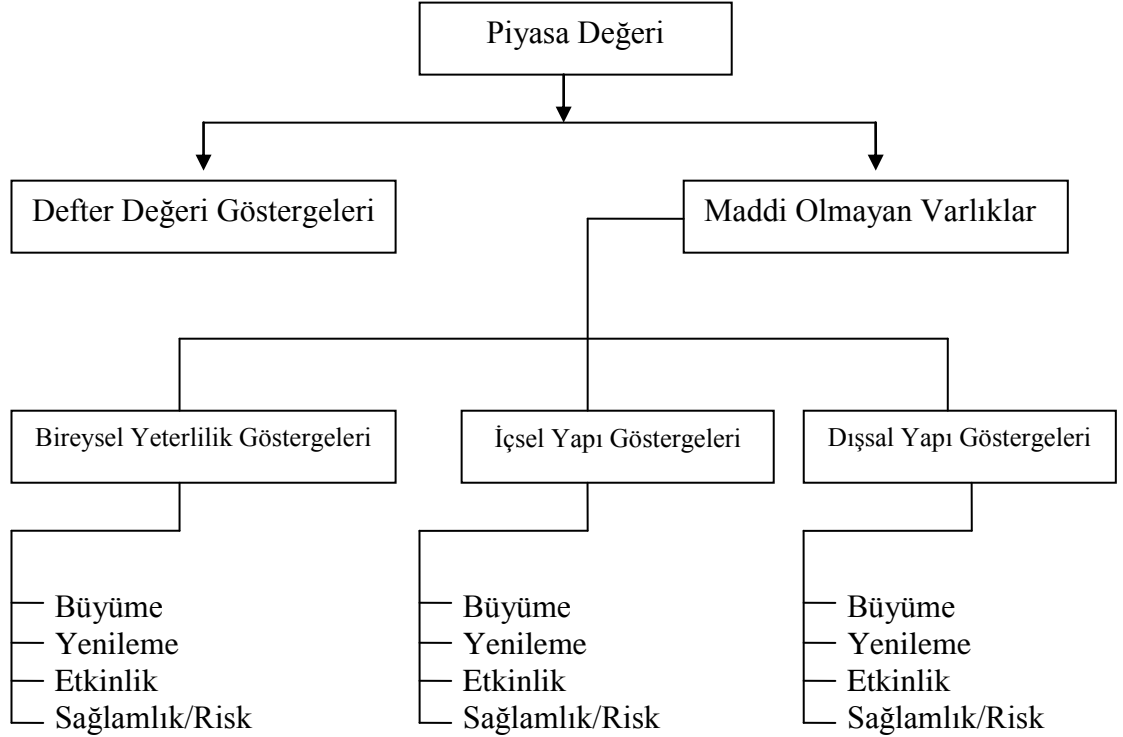 Piyasa Değeri
Defter Değeri Göstergeleri
Maddi Olmayan Varlıklar
Bireysel Yeterlilik Göstergeleri
İçsel Yapı Göstergeleri
Dışsal Yapı Göstergeleri
Büyüme
Yenileme
Etkinlik
Sağlamlık/Risk
Büyüme
Yenileme
Etkinlik
Sağlamlık/Risk
Büyüme
Yenileme
Etkinlik
Sağlamlık/Risk